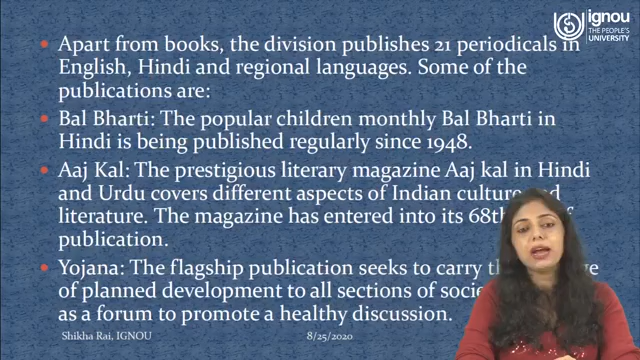 ignou
THE PEOPLE'S
UNIVERSITY
Apart from books, the division publishes 21 periodicals in
English, Hindi and regional languages. Some of the
publications are:
Bal Bharti: The popular children monthly Bal Bharti in
Hindi is being published regularly since 1948.
Aaj Kal: The prestigious literary magazine Aaj kal in Hindi
and Urdu covers different aspects of Indian culture and
literature. The magazine has entered into its 68th
publication.
Yojana: The flagship publication seeks to carry
of planned development to all sections of
as a forum to promote a healthy discussion.
Shikha Rai, IGNOU
8/25/2020